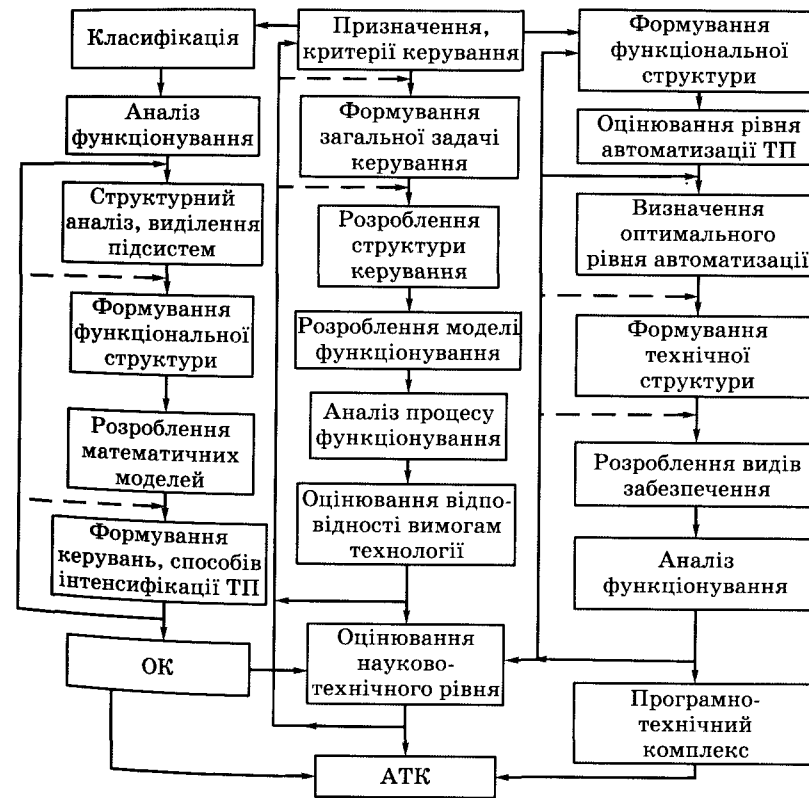 Класифікація
Аналіз
функціонування
Структурний
аналіз, виділення
підсистем
Формування
функціональної
структури
Розроблення
математичних
моделей
Формування
керувань, способів
інтенсифікації ТП
ОК
Призначення,
критерії керування
Формування
загальної задачі
керування
Розроблення
структури
керування
Розроблення моделі
функціонування
Аналіз процесу
функціонування
Оцінювання відпо-
відності вимогам
технології
Оцінювання
науково-
технічного рівня
АТК
Формування
функціональної
структури
Оцінювання рівня
автоматизації ТП
Визначення
оптимального
рівня автоматизації
Формування
технічної
структури
Розроблення видів
забезпечення
Аналіз
функціонування
Програмно-
технічний
комплекс